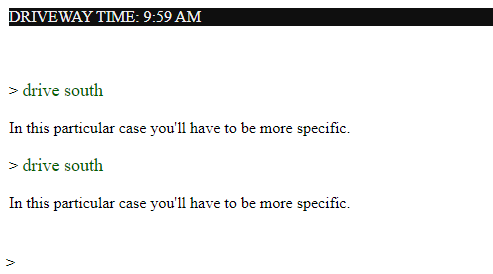 DRIVEWAY TIME: 9:59 AM
> drive south
In this particular case you'll have to be more specific.
> drive south
In this particular case you'll have to be more specific.
>